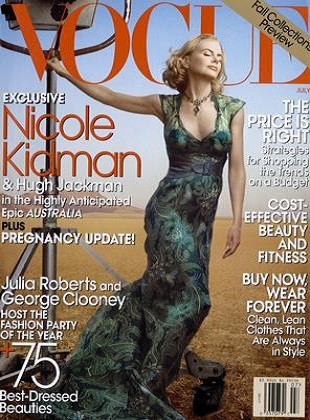 VOGUE
Fall Collection
Preview
JULY
EXCLUSIVE
Nicole
Kidman
& Hugh Jackman
in the Highly Anticipated
Epic AUSTRALIA
PLUS
PREGNANCY UPDATE!
Julia Roberts and
George Clooney
HOST THE
FASHION PARTY
OF THE YEAR
+75
Best-Dressed
Beauties
THE
PRICE IS
RIGHT
Strategies
for Shopping
the Trends
on a Budget
COST-
EFFECTIVE
BEAUTY
AND
FITNESS
BUY NOW,
WEAR
FOREVER
Clean, Lean
Clothes That
Are Always
in Style